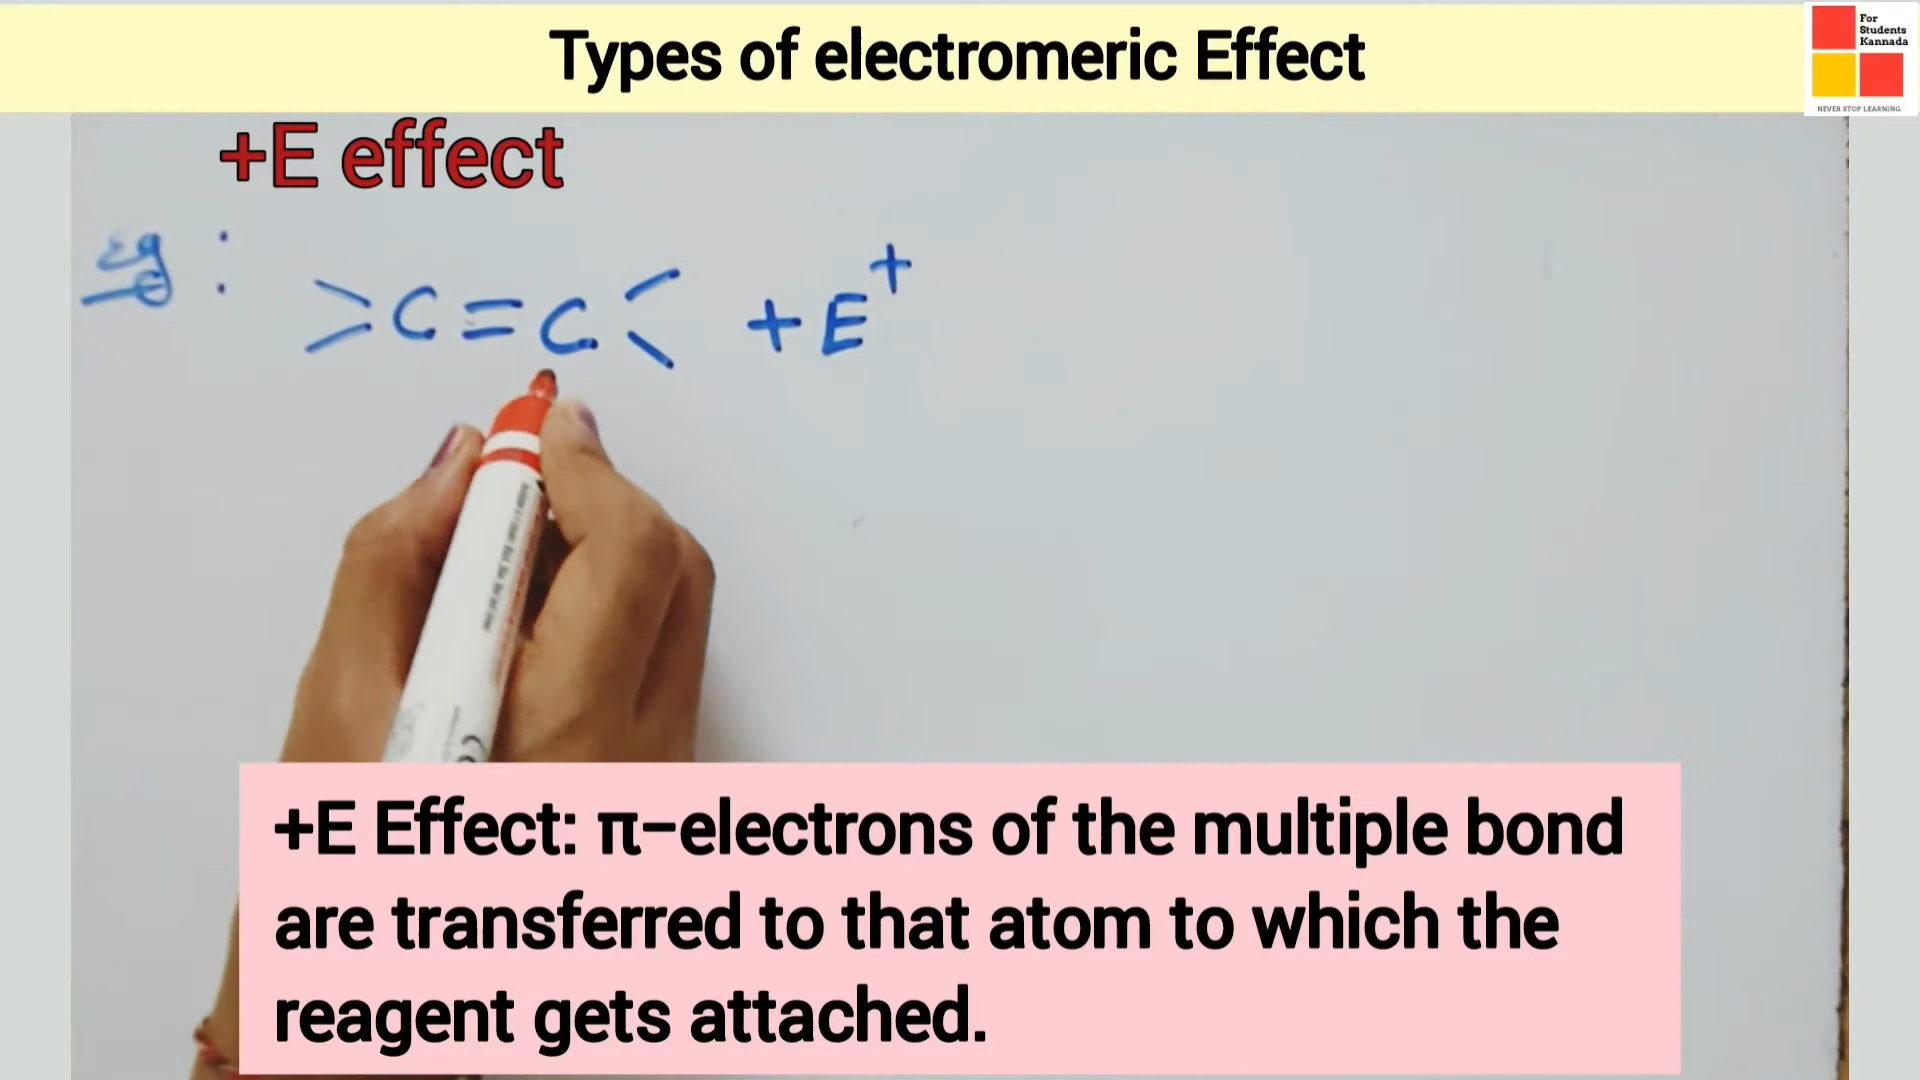 Types of electromeric Effect
For
Students
Kannada
NEVER STOP LEARNING
+E effect
Eg :
>C=C< +E⁺
+E Effect: π–electrons of the multiple bond
are transferred to that atom to which the
reagent gets attached.